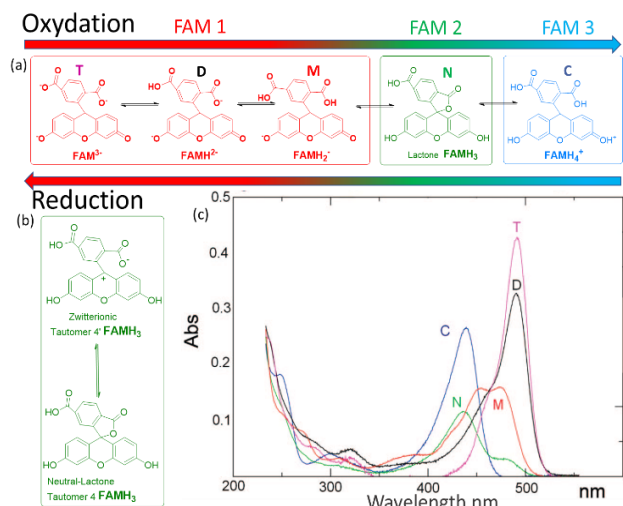 Oxydation
FAM 1
FAM 2
FAM 3
(a)
T
D
M
N
C
FAM³⁻
FAMH²⁻
FAMH₂⁻
Lactone FAMH₃
FAMH₄⁺
Reduction
(b)
Zwitterionic
Tautomer 4' FAMH₃
Neutral-Lactone
Tautomer 4 FAMH₃
(c)
0.5
0.4
0.3
0.2
0.1
Abs
T
D
C
N
M
200
300
400
500
Wavelength nm
nm